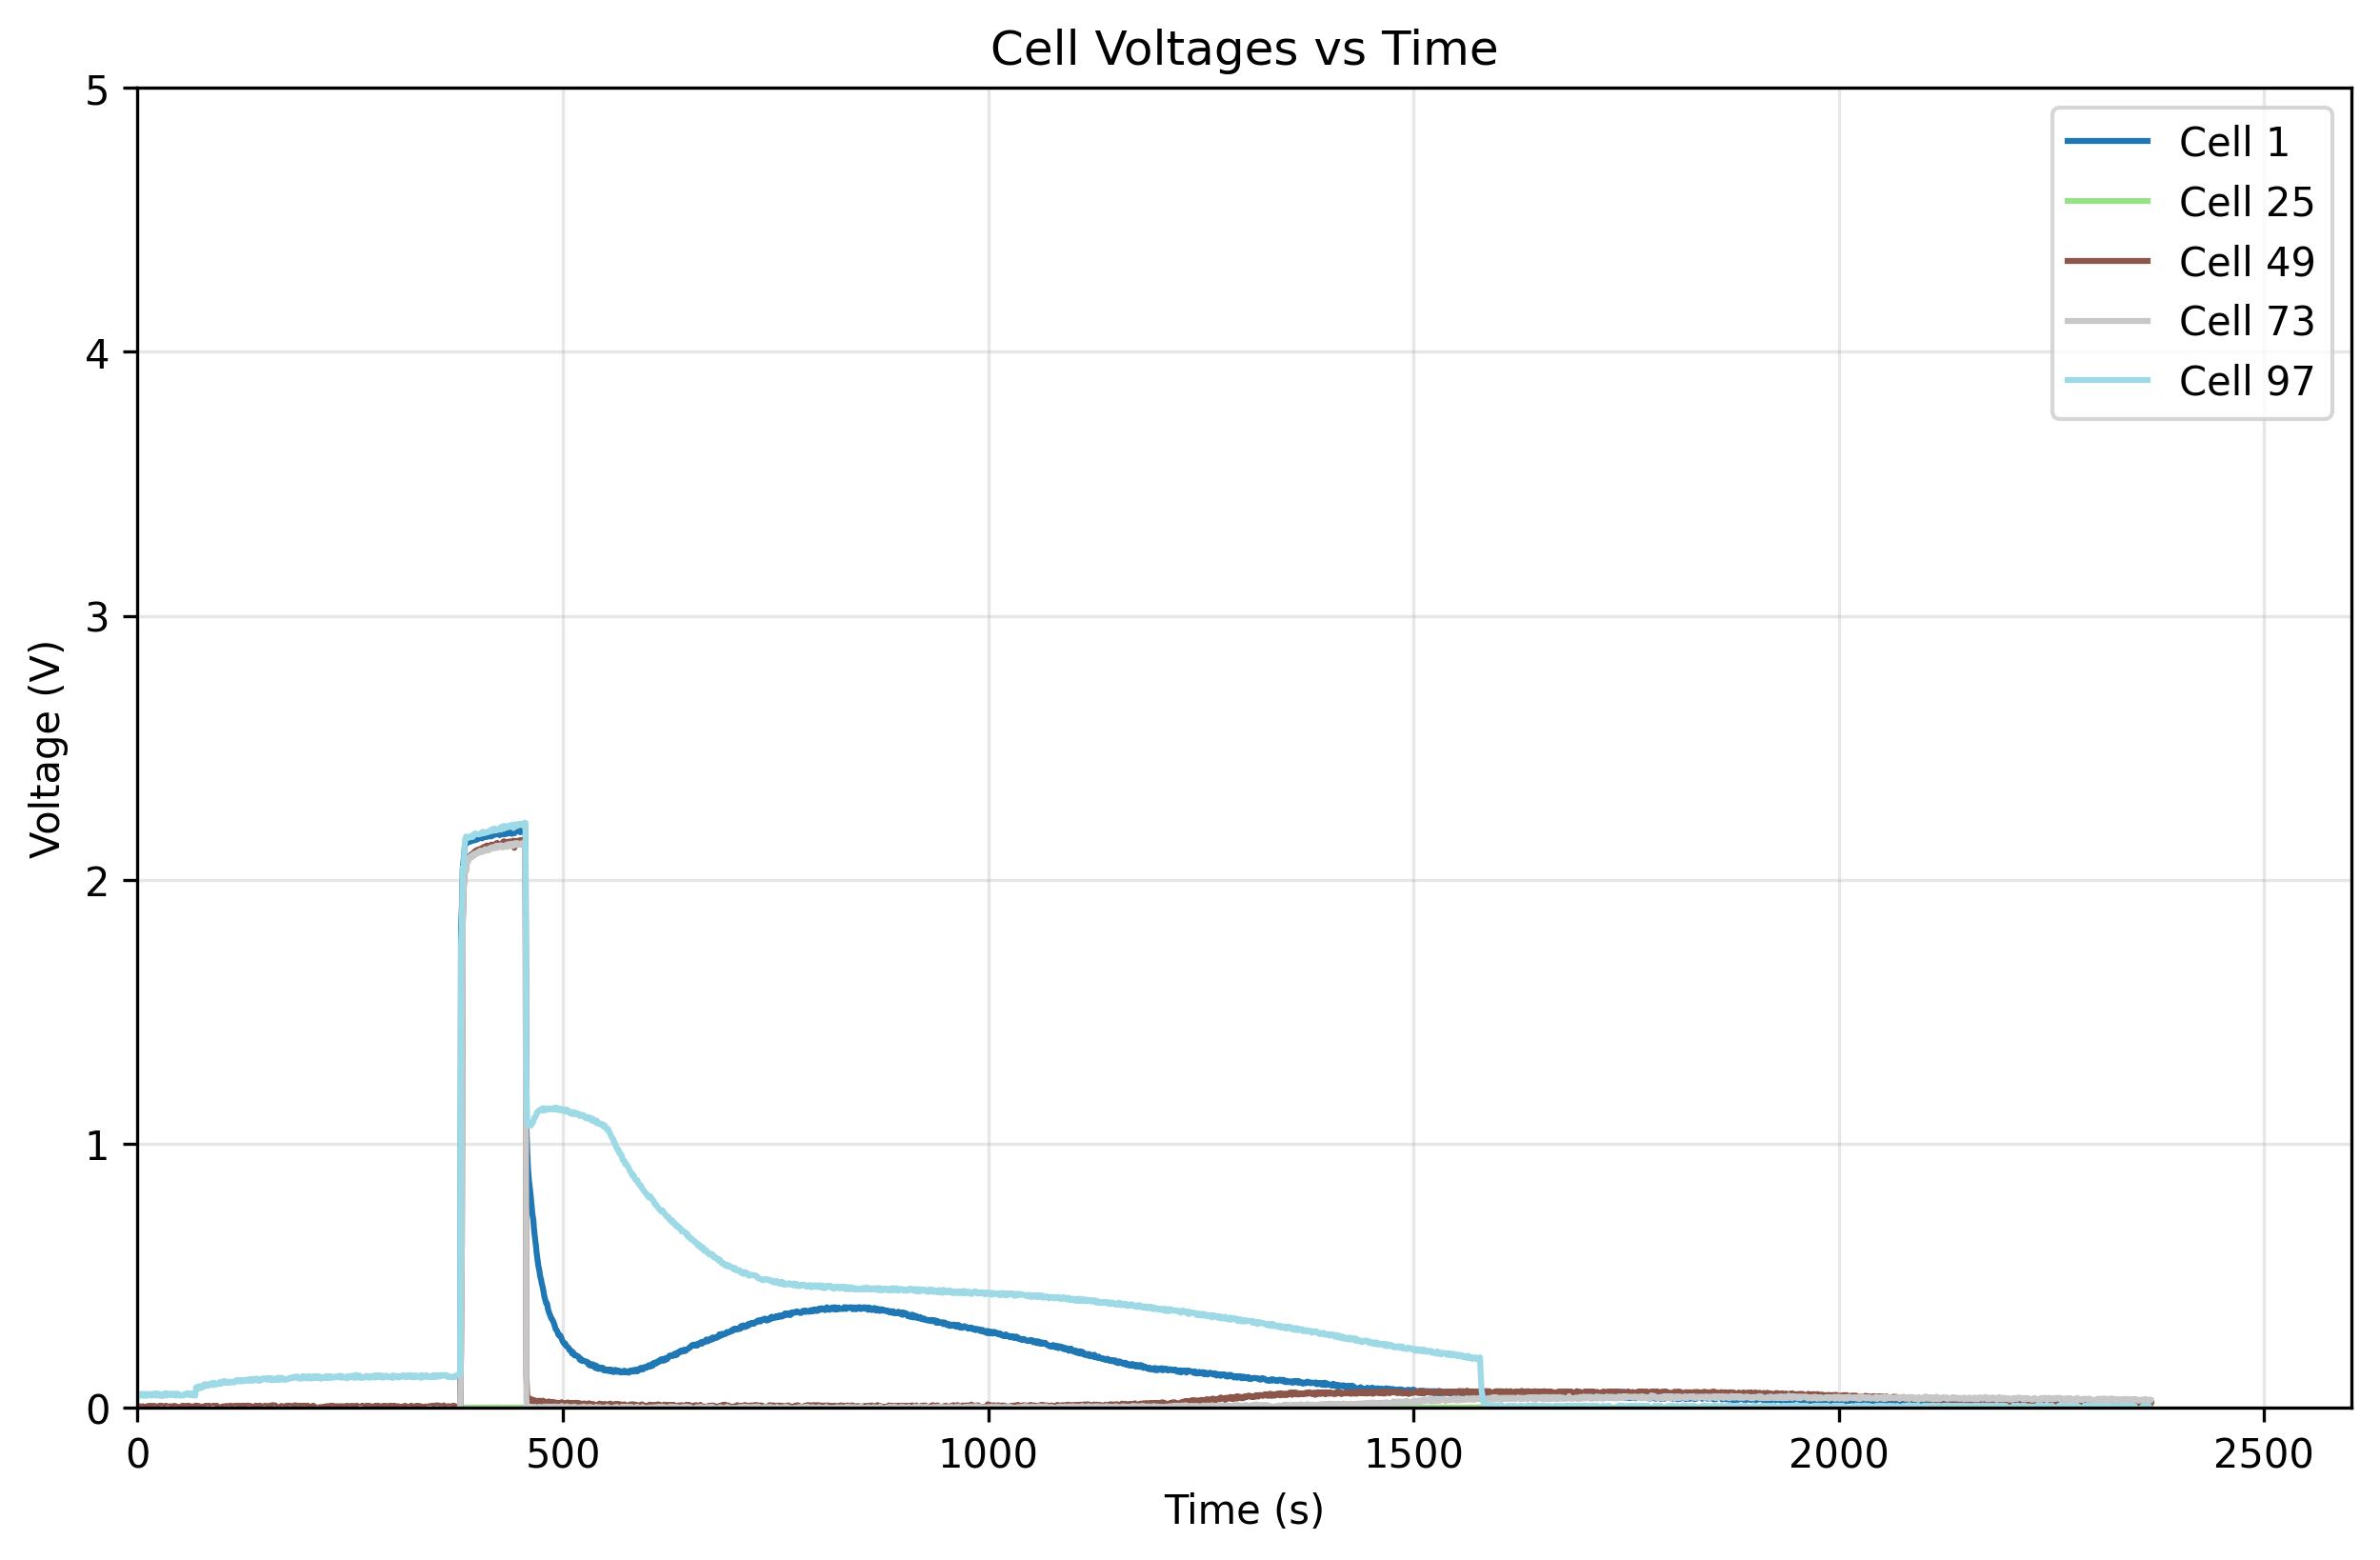 Cell Voltages vs Time
5
4
3
2
1
0
Voltage (V)
Cell 1
Cell 25
Cell 49
Cell 73
Cell 97
0
500
1000
1500
2000
2500
Time (s)